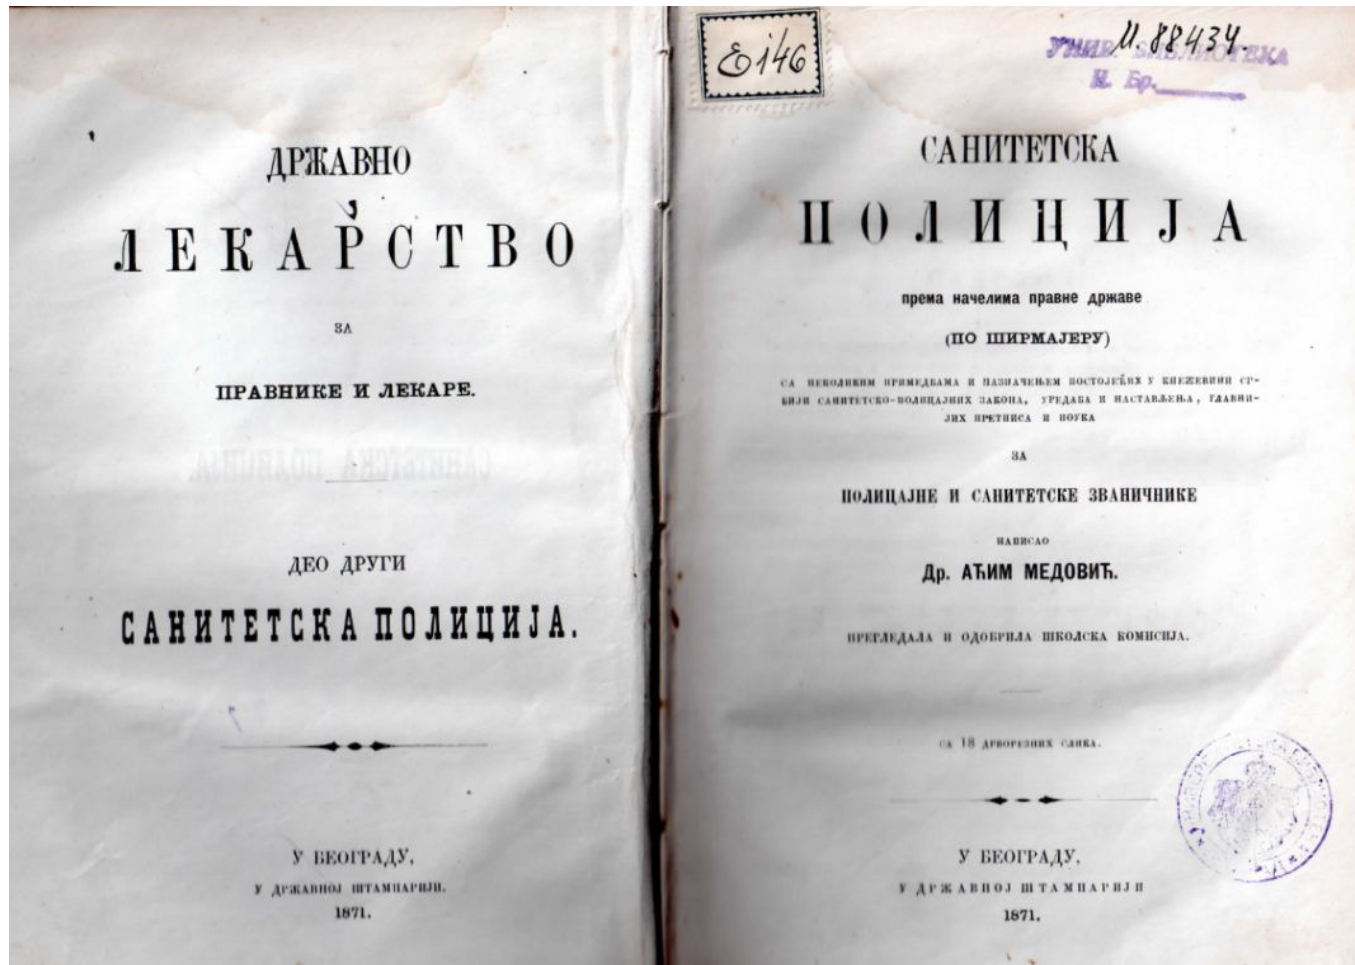 ДРЖАВНО
ЛЕКАРСТВО
ЗА
ПРАВНИКЕ И ЛЕКАРЕ.
ДЕО ДРУГИ
САНИТЕТСКА ПОЛИЦИЈА.
У БЕОГРАДУ,
У ДРЖАВНОЈ ШТАМПАРИЈИ.
1871.
Е146
И. 88434.
УНИВ. БИБЛИОТЕКА
И. Бр.
САНИТЕТСКА
ПОЛИЦИЈА
према начелима правне државе
(ПО ШИРМАЈЕРУ)
СА НЕКОЛИКИМ ПРИМЕДБАМА И НАЗНАЧЕЊЕМ ПОСТОЈЕЋИХ У КНЕЖЕВИНИ СР-
БИЈИ САНИТЕТСКО-ПОЛИЦАЈНИХ ЗАКОНА, УРЕДАБА И НАСТАВЉЕЊА, ГЛАВНИ-
ЈИХ ПРЕТПИСА И ПОУКА
ЗА
ПОЛИЦАЈНЕ И САНИТЕТСКЕ ЗВАНИЧНИКЕ
НАПИСАО
Др. АЋИМ МЕДОВИЋ.
ПРЕГЛЕДАЛА И ОДОБРИЛА ШКОЛСКА КОМИСИЈА.
СА 18 ДРВОРЕЗНИХ СЛИКА.
У БЕОГРАДУ,
У ДРЖАВНОЈ ШТАМПАРИЈИ
1871.